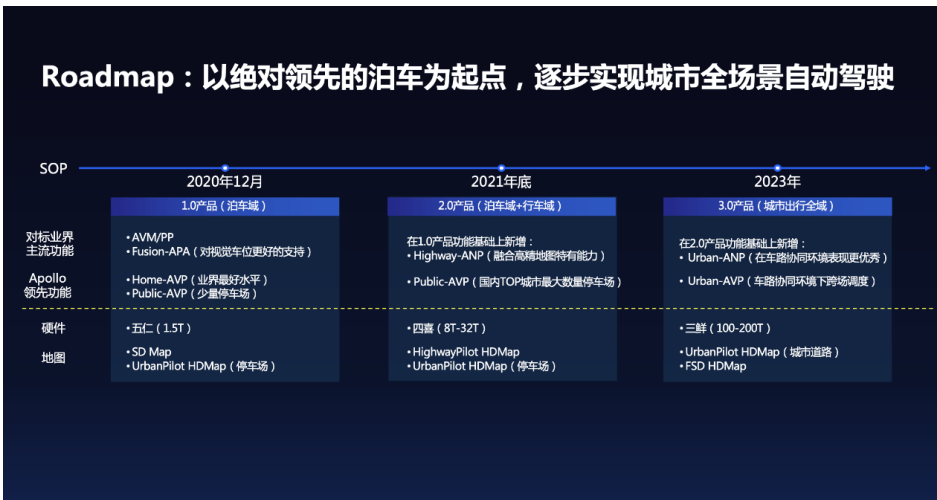 Roadmap：以绝对领先的泊车为起点，逐步实现城市全场景自动驾驶
SOP
2020年12月
2021年底
2023年
1.0产品（泊车域）
2.0产品（泊车域+行车域）
3.0产品（城市出行全域）
对标业界
主流功能
•AVM/PP
•Fusion-APA（对视觉车位更好的支持）
在1.0产品功能基础上新增：
•Highway-ANP（融合高精地图特有能力）
在2.0产品功能基础上新增：
• Urban-ANP（在车路协同环境表现更优秀）
Apollo
领先功能
•Home-AVP（业界最好水平）
•Public-AVP（少量停车场）
•Public-AVP（国内TOP城市最大数量停车场）
• Urban-AVP（车路协同环境下跨场调度）
硬件
•五仁（1.5T）
•四喜（8T-32T）
•三鲜（100-200T）
地图
•SD Map
•UrbanPilot HDMap（停车场）
•HighwayPilot HDMap
•UrbanPilot HDMap（停车场）
•UrbanPilot HDMap（城市道路）
•FSD HDMap